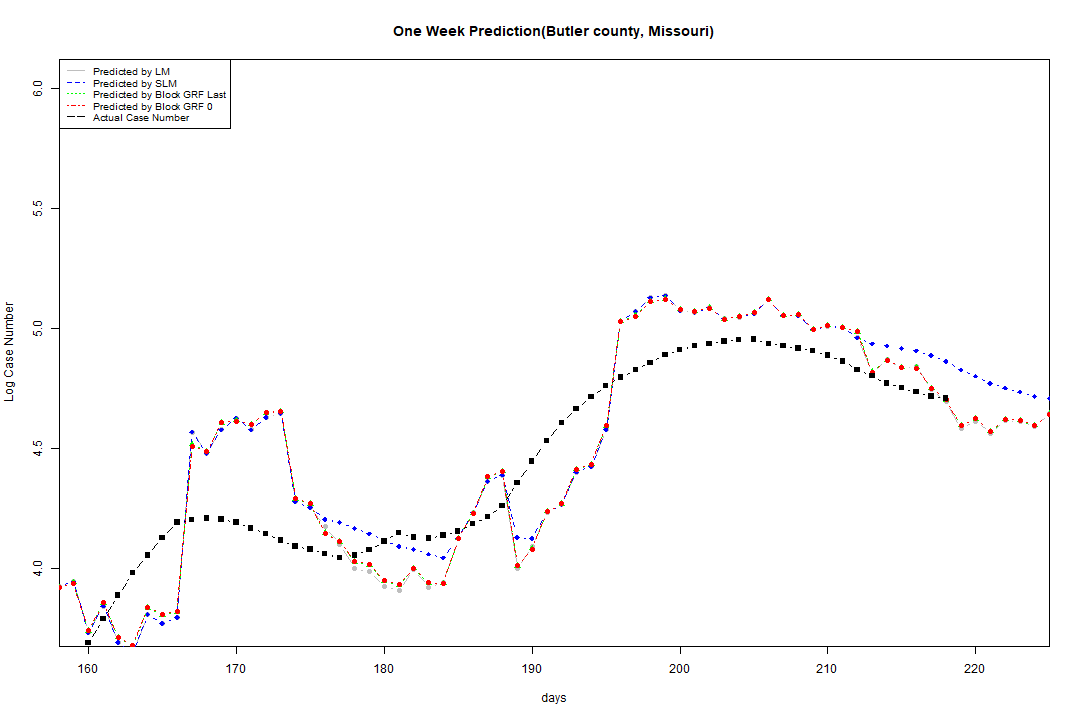 One Week Prediction(Butler county, Missouri)
Predicted by LM
Predicted by SLM
Predicted by Block GRF Last
Predicted by Block GRF 0
Actual Case Number
6.0
5.5
5.0
4.5
4.0
Log Case Number
160 170 180 190 200 210 220
days